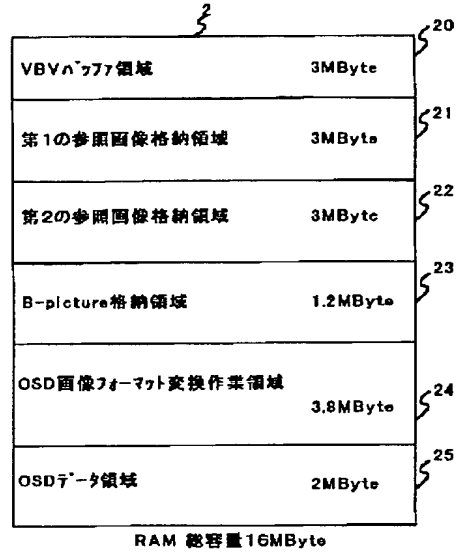 2
20
VBVバッファ領域 3MByte
21
第1の参照画像格納領域 3MByte
22
第2の参照画像格納領域 3MByte
23
B-picture格納領域 1.2MByte
OSD画像フォーマット変換作業領域
24
3.8MByte
25
OSDデータ領域 2MByte
RAM 総容量16MByte